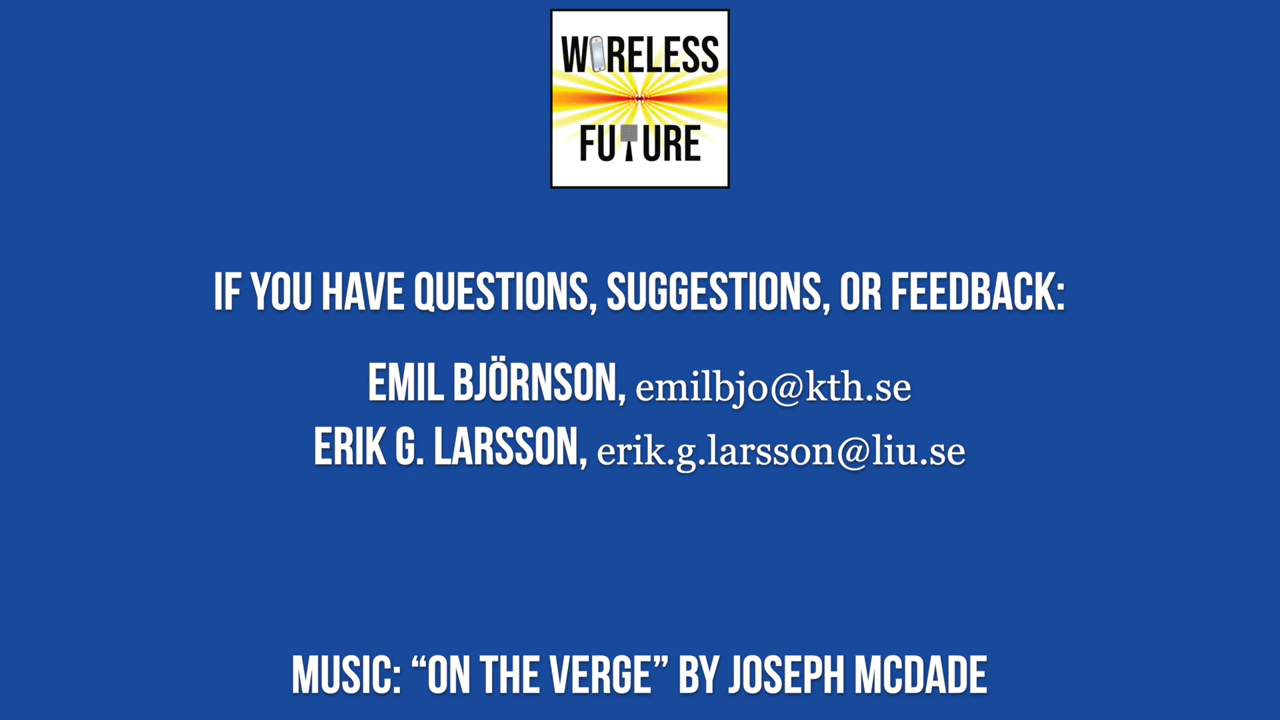 WIRELESS
FUTURE
IF YOU HAVE QUESTIONS, SUGGESTIONS, OR FEEDBACK:
EMIL BJÖRNSON, emilbjo@kth.se
ERIK G. LARSSON, erik.g.larsson@liu.se
MUSIC: “ON THE VERGE” BY JOSEPH MCDADE